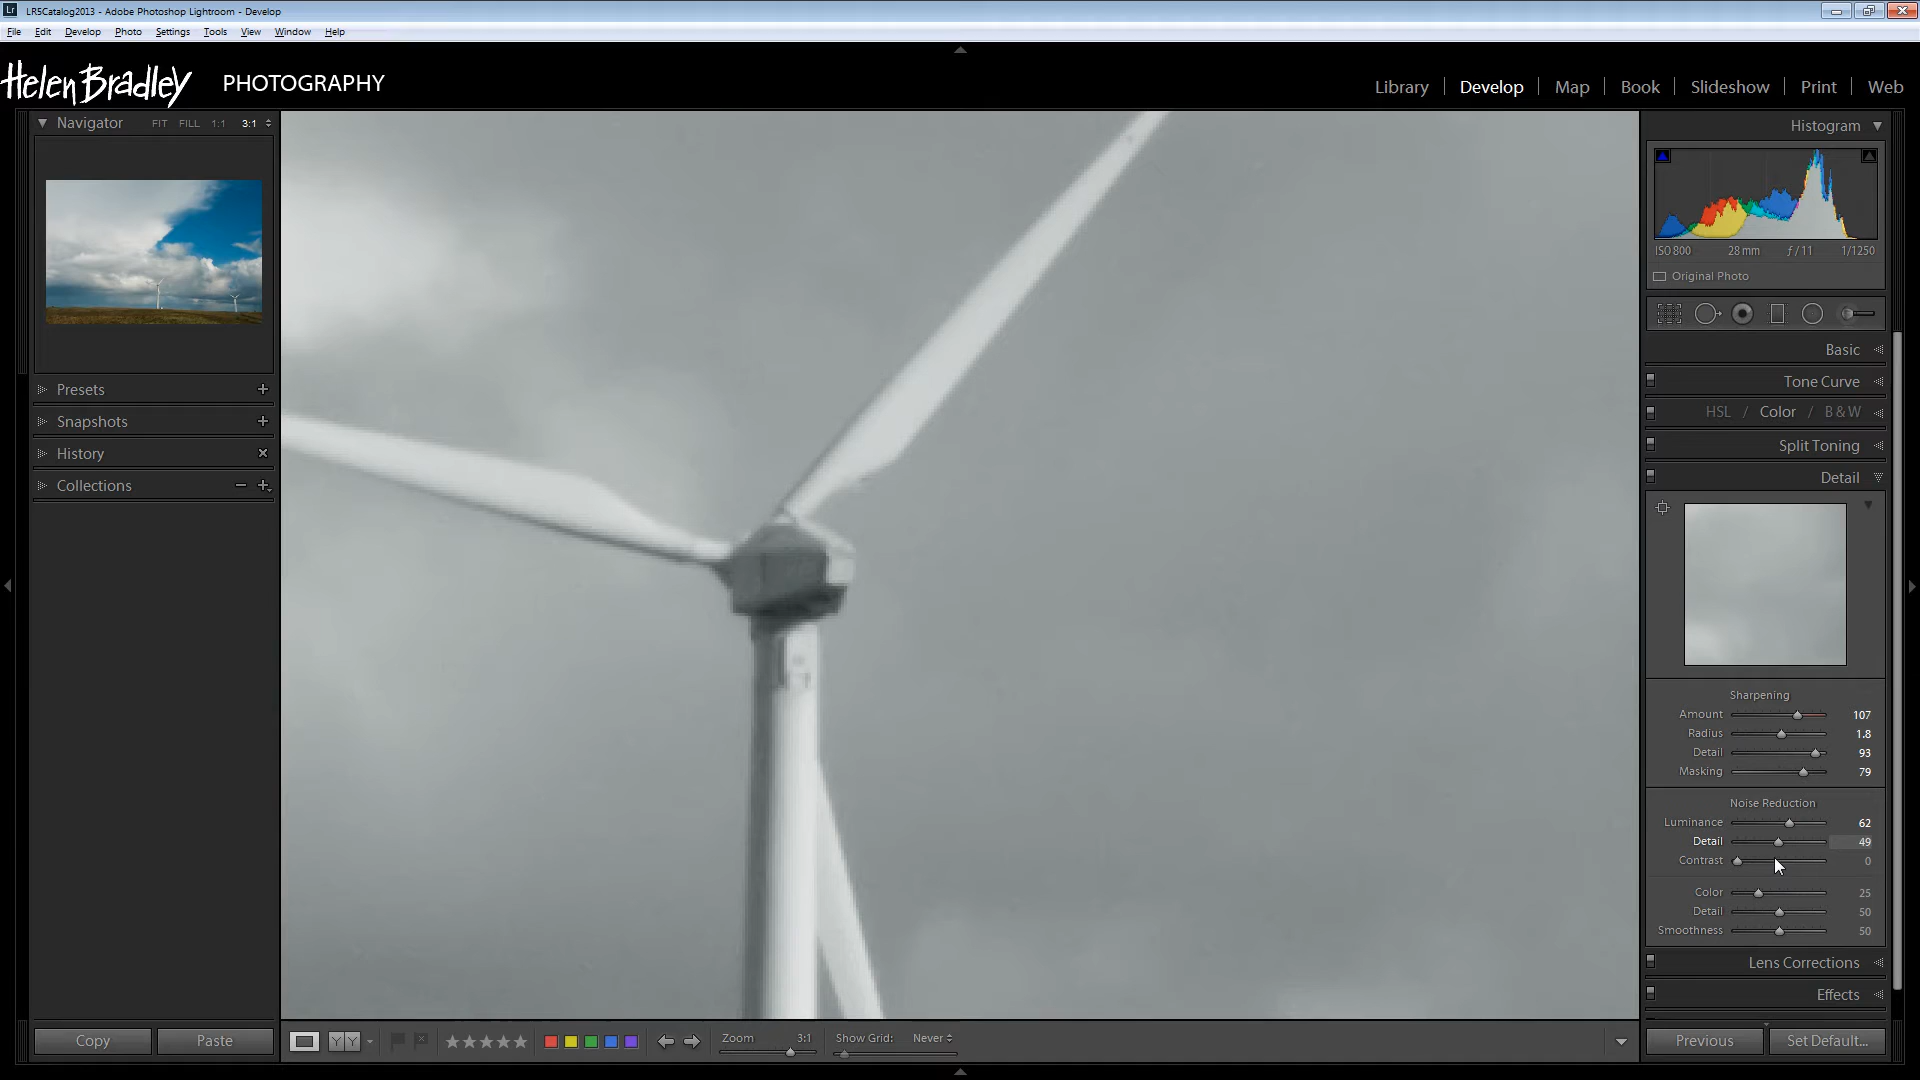 LR5Catalog2013 - Adobe Photoshop Lightroom - Develop
File Edit Develop Photo Settings Tools View Window Help
Helen Bradley PHOTOGRAPHY
Library | Develop | Map | Book | Slideshow | Print | Web
Navigator FIT FILL 1:1 3:1
Presets
Snapshots
History
Collections
Copy Paste
Zoom 3:1 Show Grid: Never
Histogram
ISO 800 28 mm f / 11 1/1250
Original Photo
Basic
Tone Curve
HSL / Color / B & W
Split Toning
Detail
Sharpening
Amount 107
Radius 1.8
Detail 93
Masking 79
Noise Reduction
Luminance 62
Detail 49
Contrast 0
Color 25
Detail 50
Smoothness 50
Lens Corrections
Effects
Previous Set Default...